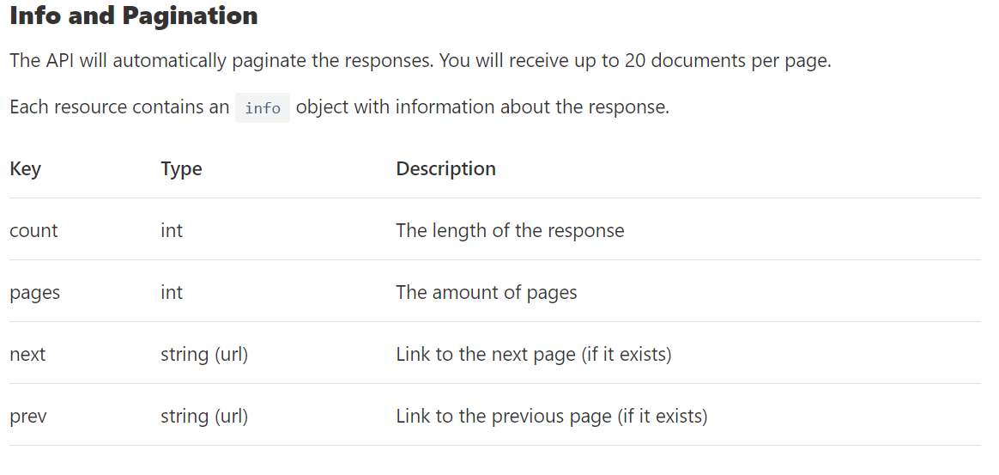 Info and Pagination
The API will automatically paginate the responses. You will receive up to 20 documents per page.
Each resource contains an info object with information about the response.
Key Type Description
count int The length of the response
pages int The amount of pages
next string (url) Link to the next page (if it exists)
prev string (url) Link to the previous page (if it exists)